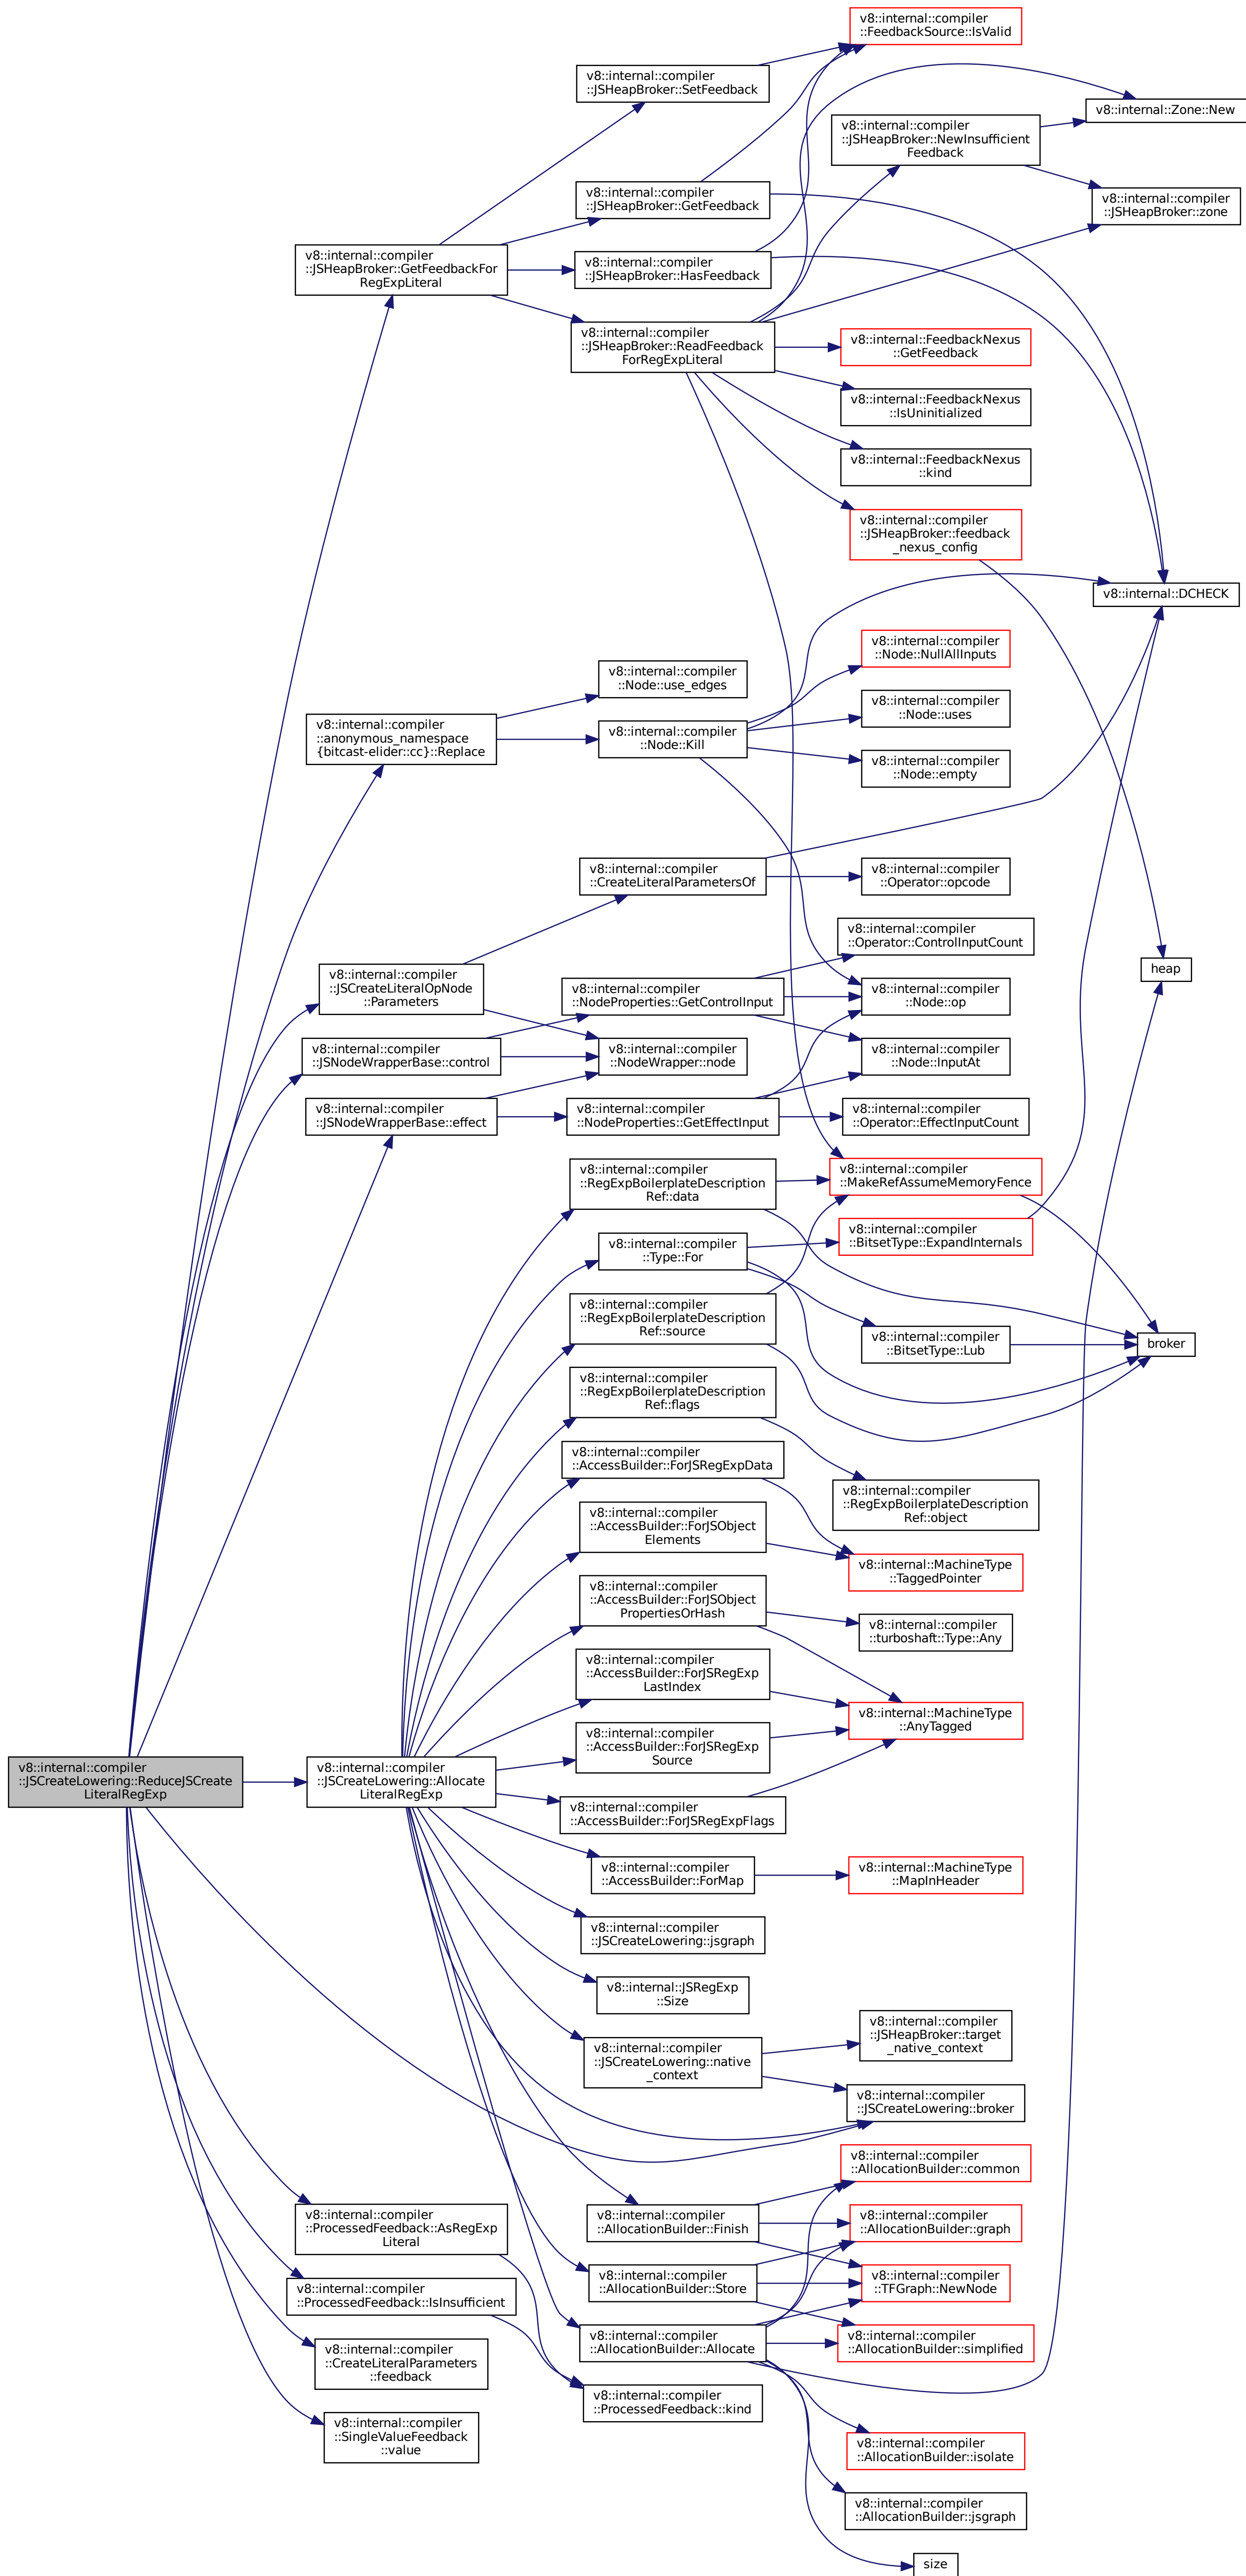 v8::internal::compiler
::FeedbackSource::IsValid
v8::internal::compiler
::JSHeapBroker::SetFeedback
v8::internal::Zone::New
v8::internal::compiler
::JSHeapBroker::NewInsufficient
Feedback
v8::internal::compiler
::JSHeapBroker::GetFeedback
v8::internal::compiler
::JSHeapBroker::zone
v8::internal::compiler
::JSHeapBroker::GetFeedbackFor
RegExpLiteral
v8::internal::compiler
::JSHeapBroker::HasFeedback
v8::internal::compiler
::JSHeapBroker::ReadFeedback
ForRegExpLiteral
v8::internal::FeedbackNexus
::GetFeedback
v8::internal::FeedbackNexus
::IsUninitialized
v8::internal::FeedbackNexus
::kind
v8::internal::compiler
::JSHeapBroker::feedback
_nexus_config
v8::internal::DCHECK
v8::internal::compiler
::Node::NullAllInputs
v8::internal::compiler
::Node::use_edges
v8::internal::compiler
::Node::uses
v8::internal::compiler
::anonymous_namespace
{bitcast-elider::cc}::Replace
v8::internal::compiler
::Node::Kill
v8::internal::compiler
::Node::empty
v8::internal::compiler
::CreateLiteralParametersOf
v8::internal::compiler
::Operator::opcode
v8::internal::compiler
::Operator::ControlInputCount
heap
v8::internal::compiler
::JSCreateLiteralOpNode
::Parameters
v8::internal::compiler
::NodeProperties::GetControlInput
v8::internal::compiler
::Node::op
v8::internal::compiler
::JSNodeWrapperBase::control
v8::internal::compiler
::NodeWrapper::node
v8::internal::compiler
::Node::InputAt
v8::internal::compiler
::JSNodeWrapperBase::effect
v8::internal::compiler
::NodeProperties::GetEffectInput
v8::internal::compiler
::Operator::EffectInputCount
v8::internal::compiler
::RegExpBoilerplateDescription
Ref::data
v8::internal::compiler
::MakeRefAssumeMemoryFence
v8::internal::compiler
::BitsetType::ExpandInternals
v8::internal::compiler
::Type::For
v8::internal::compiler
::RegExpBoilerplateDescription
Ref::source
v8::internal::compiler
::BitsetType::Lub
broker
v8::internal::compiler
::RegExpBoilerplateDescription
Ref::flags
v8::internal::compiler
::AccessBuilder::ForJSRegExpData
v8::internal::compiler
::RegExpBoilerplateDescription
Ref::object
v8::internal::compiler
::AccessBuilder::ForJSObject
Elements
v8::internal::MachineType
::TaggedPointer
v8::internal::compiler
::AccessBuilder::ForJSObject
PropertiesOrHash
v8::internal::compiler
::turboshaft::Type::Any
v8::internal::compiler
::AccessBuilder::ForJSRegExp
LastIndex
v8::internal::MachineType
::AnyTagged
v8::internal::compiler
::AccessBuilder::ForJSRegExp
Source
v8::internal::compiler
::JSCreateLowering::ReduceJSCreate
LiteralRegExp
v8::internal::compiler
::JSCreateLowering::Allocate
LiteralRegExp
v8::internal::compiler
::AccessBuilder::ForJSRegExpFlags
v8::internal::compiler
::AccessBuilder::ForMap
v8::internal::MachineType
::MapInHeader
v8::internal::compiler
::JSCreateLowering::jsgraph
v8::internal::JSRegExp
::Size
v8::internal::compiler
::JSCreateLowering::native
_context
v8::internal::compiler
::JSHeapBroker::target
_native_context
v8::internal::compiler
::JSCreateLowering::broker
v8::internal::compiler
::AllocationBuilder::common
v8::internal::compiler
::ProcessedFeedback::AsRegExp
Literal
v8::internal::compiler
::AllocationBuilder::Finish
v8::internal::compiler
::AllocationBuilder::graph
v8::internal::compiler
::ProcessedFeedback::IsInsufficient
v8::internal::compiler
::AllocationBuilder::Store
v8::internal::compiler
::TFGraph::NewNode
v8::internal::compiler
::CreateLiteralParameters
::feedback
v8::internal::compiler
::AllocationBuilder::Allocate
v8::internal::compiler
::AllocationBuilder::simplified
v8::internal::compiler
::ProcessedFeedback::kind
v8::internal::compiler
::SingleValueFeedback
::value
v8::internal::compiler
::AllocationBuilder::isolate
v8::internal::compiler
::AllocationBuilder::jsgraph
size